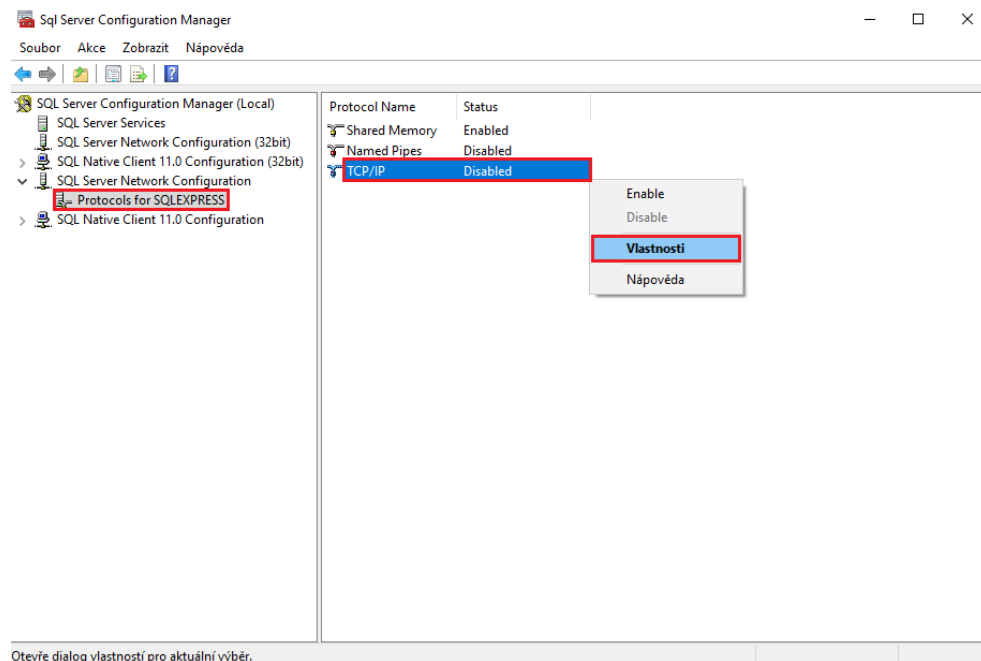 Sql Server Configuration Manager
Soubor Akce Zobrazit Nápověda
SQL Server Configuration Manager (Local)
SQL Server Services
SQL Server Network Configuration (32bit)
SQL Native Client 11.0 Configuration (32bit)
SQL Server Network Configuration
Protocols for SQLEXPRESS
SQL Native Client 11.0 Configuration
Protocol Name Status
Shared Memory Enabled
Named Pipes Disabled
TCP/IP Disabled
Enable
Disable
Vlastnosti
Nápověda
Otevře dialog vlastností pro aktuální výběr.